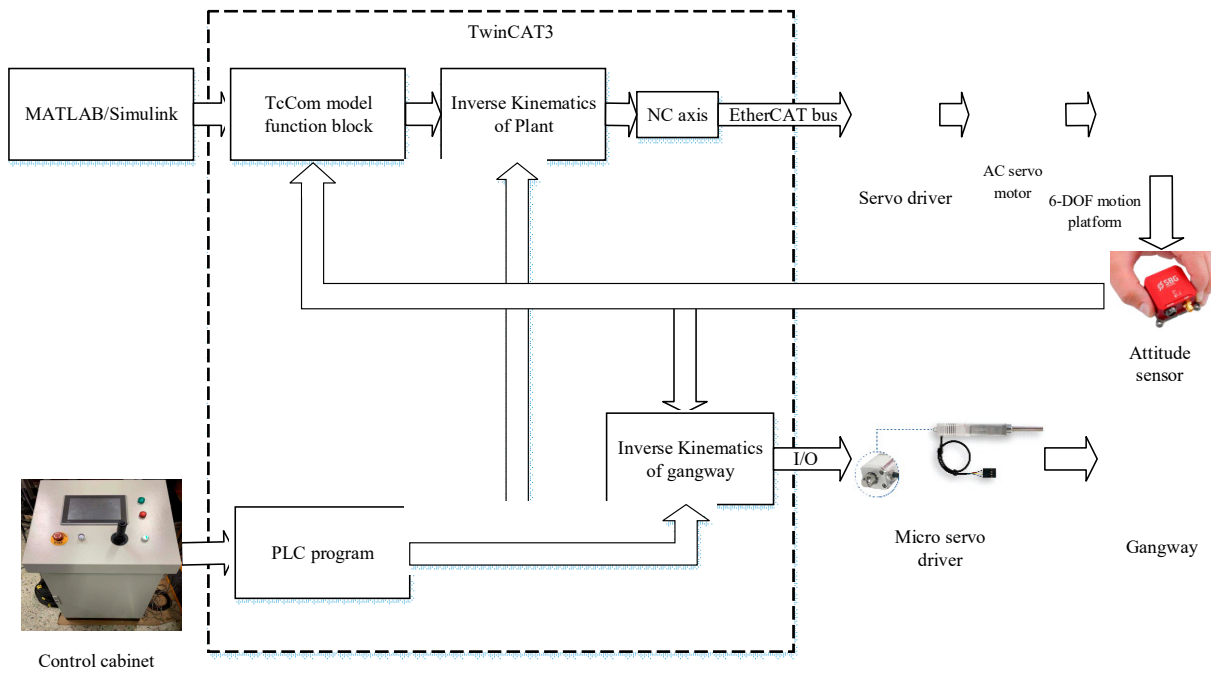 TwinCAT3
MATLAB/Simulink
TcCom model
function block
Inverse Kinematics
of Plant
NC axis
EtherCAT bus
Servo driver
AC servo
motor
6-DOF motion
platform
SBG
Attitude
sensor
Inverse Kinematics
of gangway
I/O
Micro servo
driver
Gangway
PLC program
Control cabinet